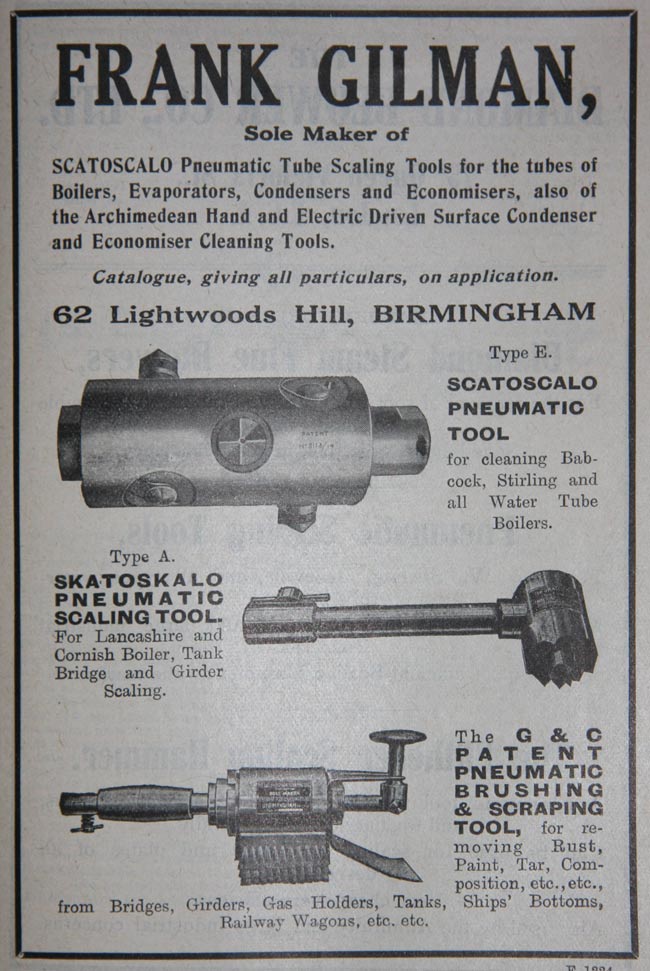 FRANK GILMAN,
Sole Maker of
SCATOSCALO Pneumatic Tube Scaling Tools for the tubes of
Boilers, Evaporators, Condensers and Economisers, also of
the Archimedean Hand and Electric Driven Surface Condenser
and Economiser Cleaning Tools.
Catalogue, giving all particulars, on application.
62 Lightwoods Hill, BIRMINGHAM
Type E.
SCATOSCALO
PNEUMATIC
TOOL
for cleaning Bab-
cock, Stirling and
all Water Tube
Boilers.
PATENT
Type A.
SKATOSKALO
PNEUMATIC
SCALING TOOL.
For Lancashire and
Cornish Boiler, Tank
Bridge and Girder
Scaling.
The G & C
PATENT
PNEUMATIC
BRUSHING
& SCRAPING
TOOL, for re-
moving Rust,
Paint, Tar, Com-
position, etc., etc.,
from Bridges, Girders, Gas Holders, Tanks, Ships' Bottoms,
Railway Wagons, etc. etc.